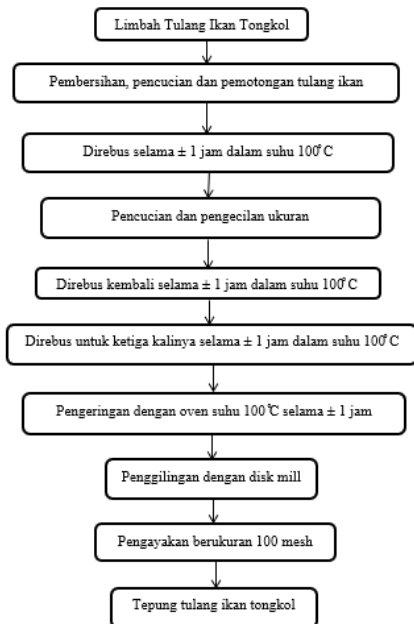 Limbah Tulang Ikan Tongkol
Pembersihan, pencucian dan pemotongan tulang ikan
Direbus selama ± 1 jam dalam suhu 100°C
Pencucian dan pengecilan ukuran
Direbus kembali selama ± 1 jam dalam suhu 100°C
Direbus untuk ketiga kalinya selama ± 1 jam dalam suhu 100°C
Pengeringan dengan oven suhu 100°C selama ± 1 jam
Penggilingan dengan disk mill
Pengayakan berukuran 100 mesh
Tepung tulang ikan tongkol